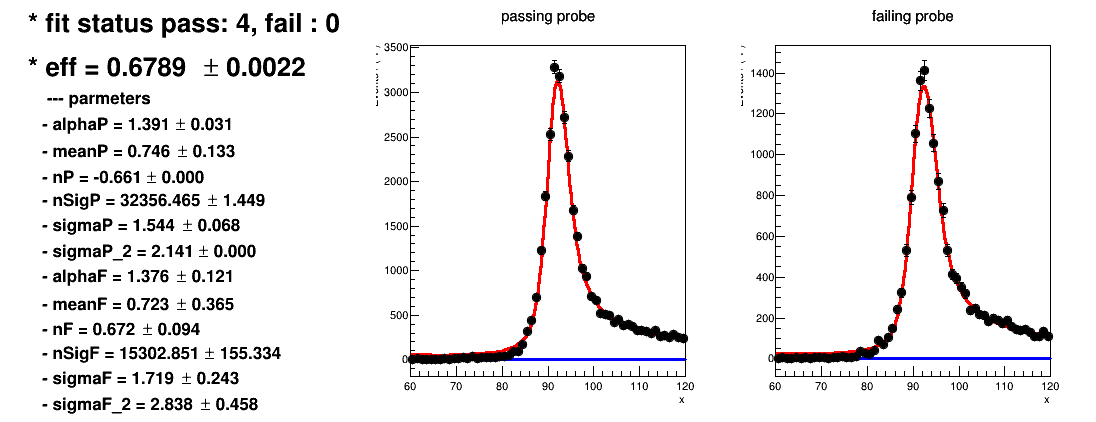 * fit status pass: 4, fail : 0
* eff = 0.6789 ± 0.0022
--- parmeters
- alphaP = 1.391 ± 0.031
- meanP = 0.746 ± 0.133
- nP = -0.661 ± 0.000
- nSigP = 32356.465 ± 1.449
- sigmaP = 1.544 ± 0.068
- sigmaP_2 = 2.141 ± 0.000
- alphaF = 1.376 ± 0.121
- meanF = 0.723 ± 0.365
- nF = 0.672 ± 0.094
- nSigF = 15302.851 ± 155.334
- sigmaF = 1.719 ± 0.243
- sigmaF_2 = 2.838 ± 0.458
passing probe
3500
3000
2500
2000
1500
1000
500
0
60 70 80 90 100 110 120
x
failing probe
1400
1200
1000
800
600
400
200
0
60 70 80 90 100 110 120
x